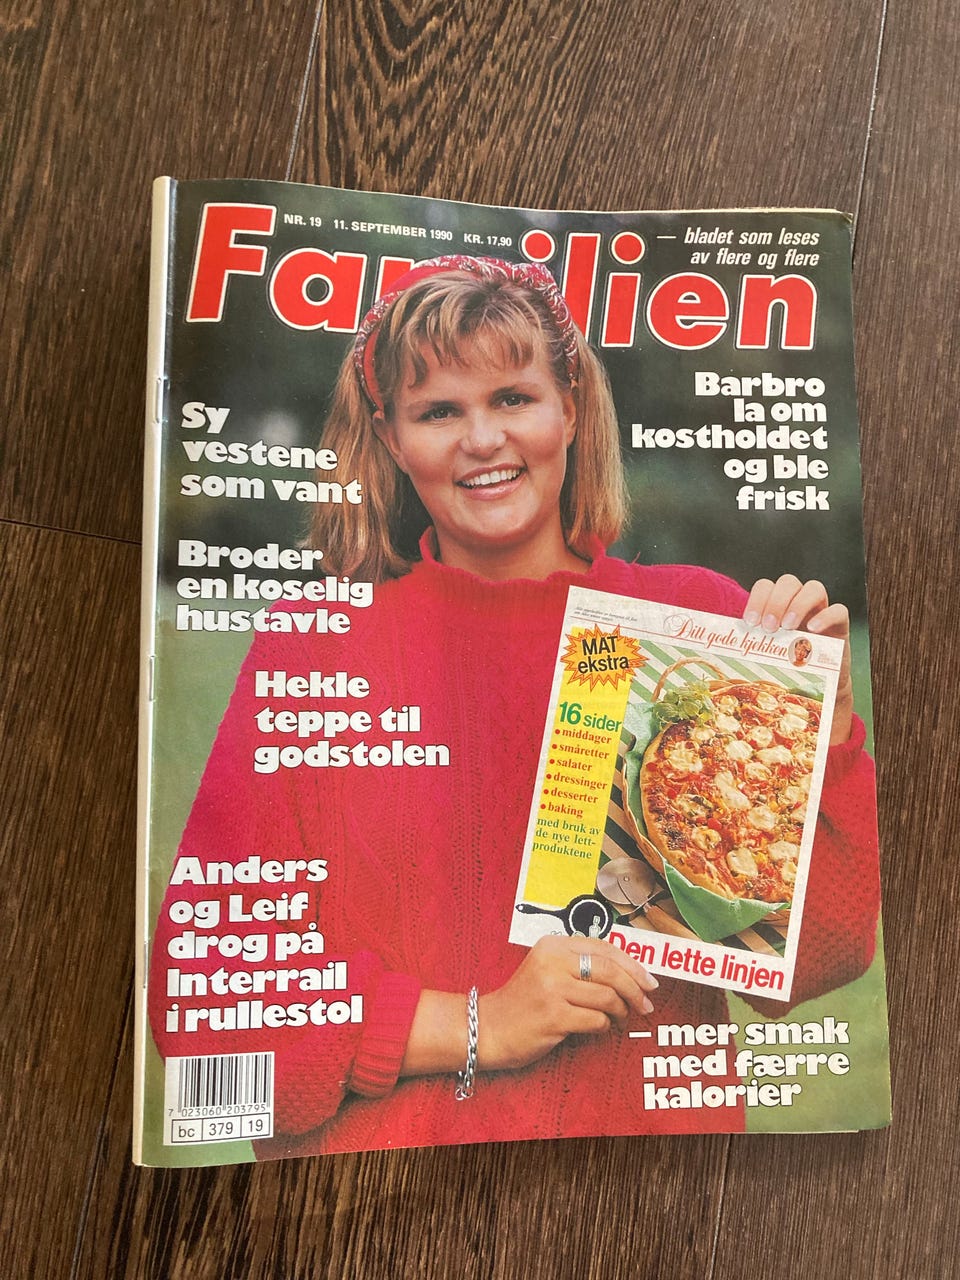 NR. 19 11. SEPTEMBER 1990 KR. 17,90
Familien
— bladet som leses
av flere og flere
Barbro
la om
kostholdet
og ble
frisk
Sy
vestene
som vant
Broder
en koselig
hustavle
Hekle
teppe til
godstolen
Anders
og Leif
drog på
Interrail
i rullestol
Ditt gode kjøkken
MAT
ekstra
16 sider
• middager
• småretter
• salater
• dressinger
• desserter
• baking
med bruk av
de nye lett-
produktene
Den lette linjen
– mer smak
med færre
kalorier
7 023060 203795
bc 379 19